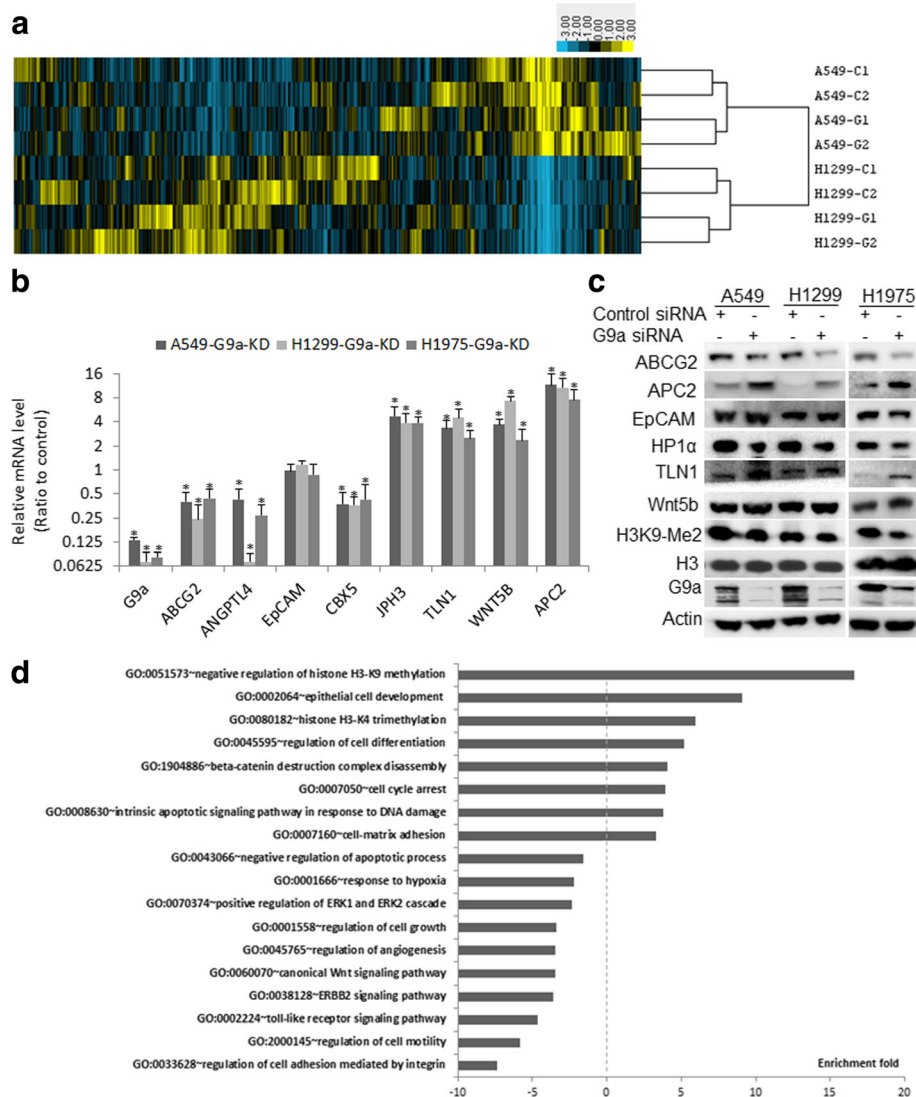 a
-3.00
-2.00
-1.00
0.00
1.00
2.00
3.00
A549-C1
A549-C2
A549-G1
A549-G2
H1299-C1
H1299-C2
H1299-G1
H1299-G2
b
A549-G9a-KD H1299-G9a-KD H1975-G9a-KD
Relative mRNA level
(Ratio to control)
16
8
4
2
1
0.5
0.25
0.125
0.0625
* * * * * * * * * * * * * * * * * * * * * * * *
G9a
ABCG2
ANGPTL4
EpCAM
CBX5
JPH3
TLN1
WNT5B
APC2
c
A549 H1299 H1975
Control siRNA + - + - + -
G9a siRNA - + - + - +
ABCG2
APC2
EpCAM
HP1α
TLN1
Wnt5b
H3K9-Me2
H3
G9a
Actin
d
GO:0051573~negative regulation of histone H3-K9 methylation
GO:0002064~epithelial cell development
GO:0080182~histone H3-K4 trimethylation
GO:0045595~regulation of cell differentiation
GO:1904886~beta-catenin destruction complex disassembly
GO:0007050~cell cycle arrest
GO:0008630~intrinsic apoptotic signaling pathway in response to DNA damage
GO:0007160~cell-matrix adhesion
GO:0043066~negative regulation of apoptotic process
GO:0001666~response to hypoxia
GO:0070374~positive regulation of ERK1 and ERK2 cascade
GO:0001558~regulation of cell growth
GO:0045765~regulation of angiogenesis
GO:0060070~canonical Wnt signaling pathway
GO:0038128~ERBB2 signaling pathway
GO:0002224~toll-like receptor signaling pathway
GO:2000145~regulation of cell motility
GO:0033628~regulation of cell adhesion mediated by integrin
Enrichment fold
-10 -5 0 5 10 15 20